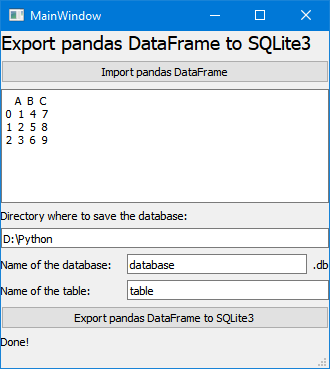 MainWindow
Export pandas DataFrame to SQLite3
Import pandas DataFrame
A B C
0 1 4 7
1 2 5 8
2 3 6 9
Directory where to save the database:
D:\Python
Name of the database: database .db
Name of the table: table
Export pandas DataFrame to SQLite3
Done!